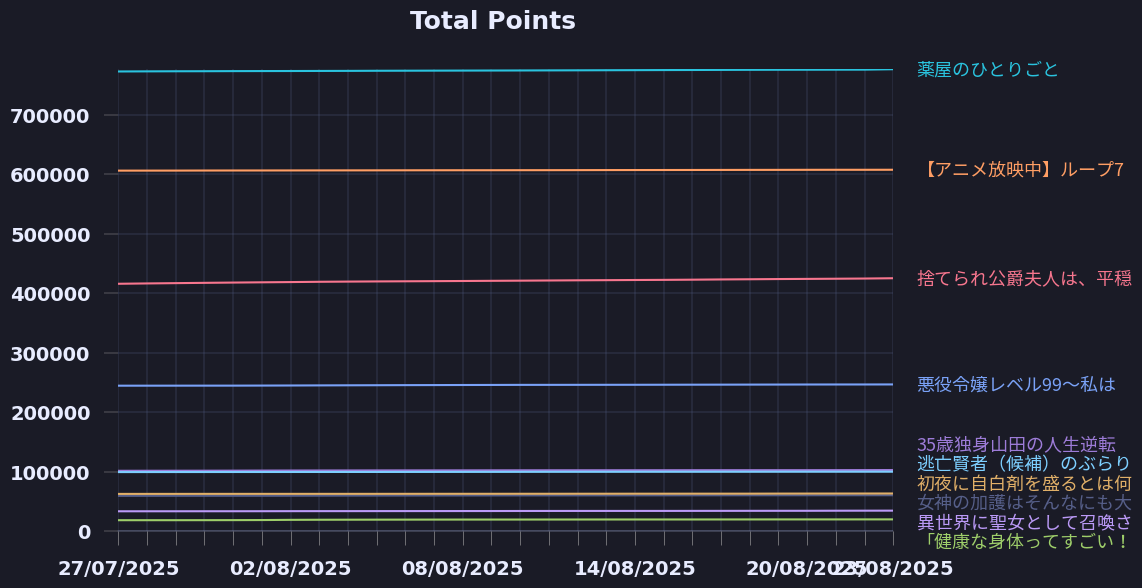 Total Points
薬屋のひとりごと
700000
600000
【アニメ放映中】ループ7
500000
400000
捨てられ公爵夫人は、平穏
300000
悪役令嬢レベル99～私は
200000
35歳独身山田の人生逆転
100000
逃亡賢者（候補）のぶらり
初夜に自白剤を盛るとは何
女神の加護はそんなにも大
異世界に聖女として召喚さ
0
「健康な身体ってすごい！
27/07/2025 02/08/2025 08/08/2025 14/08/2025 20/08/2025 23/08/2025